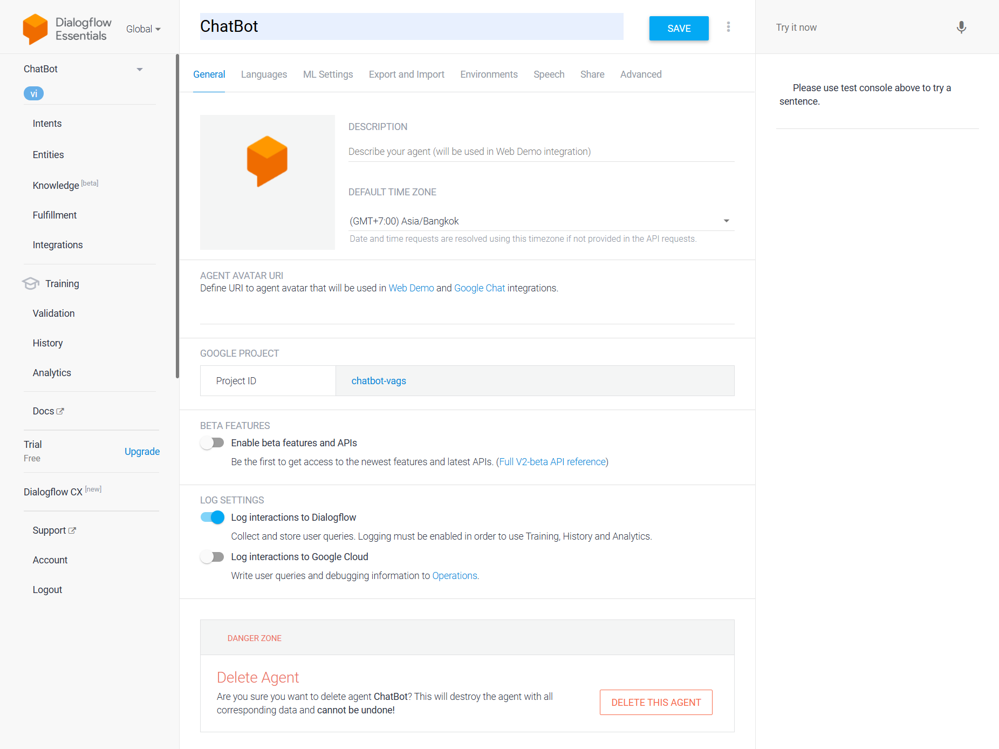 Dialogflow
Essentials
Global
ChatBot
vi
Intents
Entities
Knowledge [beta]
Fulfillment
Integrations
Training
Validation
History
Analytics
Docs
Trial
Free
Upgrade
Dialogflow CX [new]
Support
Account
Logout
ChatBot
SAVE
General Languages ML Settings Export and Import Environments Speech Share Advanced
DESCRIPTION
Describe your agent (will be used in Web Demo integration)
DEFAULT TIME ZONE
(GMT+7:00) Asia/Bangkok
Date and time requests are resolved using this timezone if not provided in the API requests.
AGENT AVATAR URI
Define URI to agent avatar that will be used in Web Demo and Google Chat integrations.
GOOGLE PROJECT
Project ID chatbot-vags
BETA FEATURES
Enable beta features and APIs
Be the first to get access to the newest features and latest APIs. (Full V2-beta API reference)
LOG SETTINGS
Log interactions to Dialogflow
Collect and store user queries. Logging must be enabled in order to use Training, History and Analytics.
Log interactions to Google Cloud
Write user queries and debugging information to Operations.
DANGER ZONE
Delete Agent
Are you sure you want to delete agent ChatBot? This will destroy the agent with all
corresponding data and cannot be undone!
DELETE THIS AGENT
Try it now
Please use test console above to try a
sentence.